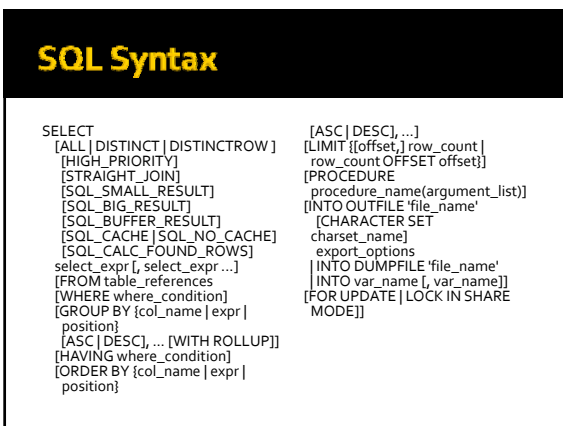 SQL Syntax
SELECT
[ALL | DISTINCT | DISTINCTROW ]
[HIGH_PRIORITY]
[STRAIGHT_JOIN]
[SQL_SMALL_RESULT]
[SQL_BIG_RESULT]
[SQL_BUFFER_RESULT]
[SQL_CACHE | SQL_NO_CACHE]
[SQL_CALC_FOUND_ROWS]
select_expr [, select_expr ...]
[FROM table_references
[WHERE where_condition]
[GROUP BY {col_name | expr |
position}
[ASC | DESC], ... [WITH ROLLUP]]
[HAVING where_condition]
[ORDER BY {col_name | expr |
position}
[ASC | DESC], ...]
[LIMIT {[offset,] row_count |
row_count OFFSET offset}]
[PROCEDURE
procedure_name(argument_list)]
[INTO OUTFILE 'file_name'
[CHARACTER SET
charset_name]
export_options
| INTO DUMPFILE 'file_name'
| INTO var_name [, var_name]]
[FOR UPDATE | LOCK IN SHARE
MODE]]